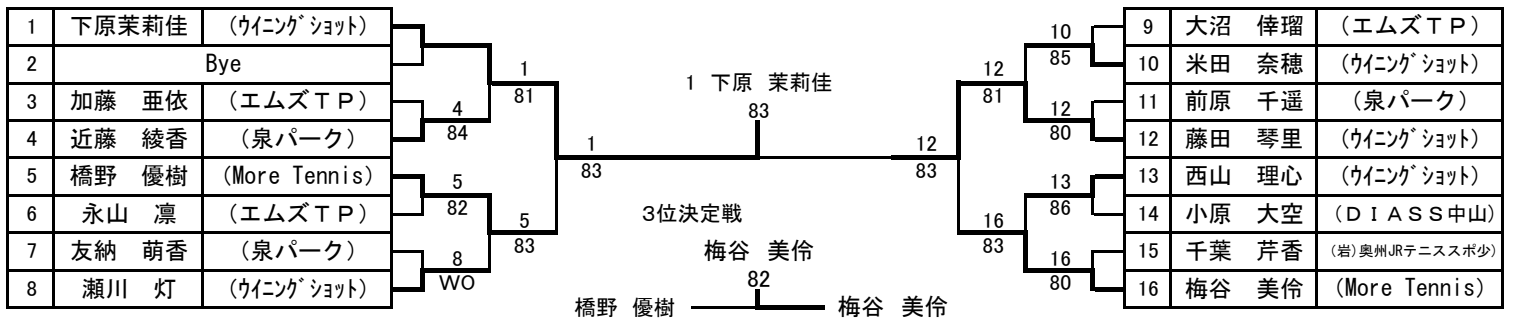 1 下原茉莉佳 (ｳｲﾆﾝｸﾞｼｮｯﾄ)
2 Bye
3 加藤 亜依 (エムズTP)
4 近藤 綾香 (泉パーク)
5 橋野 優樹 (More Tennis)
6 永山 凛 (エムズTP)
7 友納 萌香 (泉パーク)
8 瀬川 灯 (ｳｲﾆﾝｸﾞｼｮｯﾄ)
4
84
5
82
8
WO
1
81
5
83
1
83
1 下原 茉莉佳
83
3位決定戦
梅谷 美伶
82
橋野 優樹 梅谷 美伶
12
83
12
81
16
83
10
85
12
80
13
86
16
80
9 大沼 倖瑠 (エムズTP)
10 米田 奈穂 (ｳｲﾆﾝｸﾞｼｮｯﾄ)
11 前原 千遥 (泉パーク)
12 藤田 琴里 (ｳｲﾆﾝｸﾞｼｮｯﾄ)
13 西山 理心 (ｳｲﾆﾝｸﾞｼｮｯﾄ)
14 小原 大空 (DIASS中山)
15 千葉 芹香 (岩)奥州JRテニススポ少)
16 梅谷 美伶 (More Tennis)